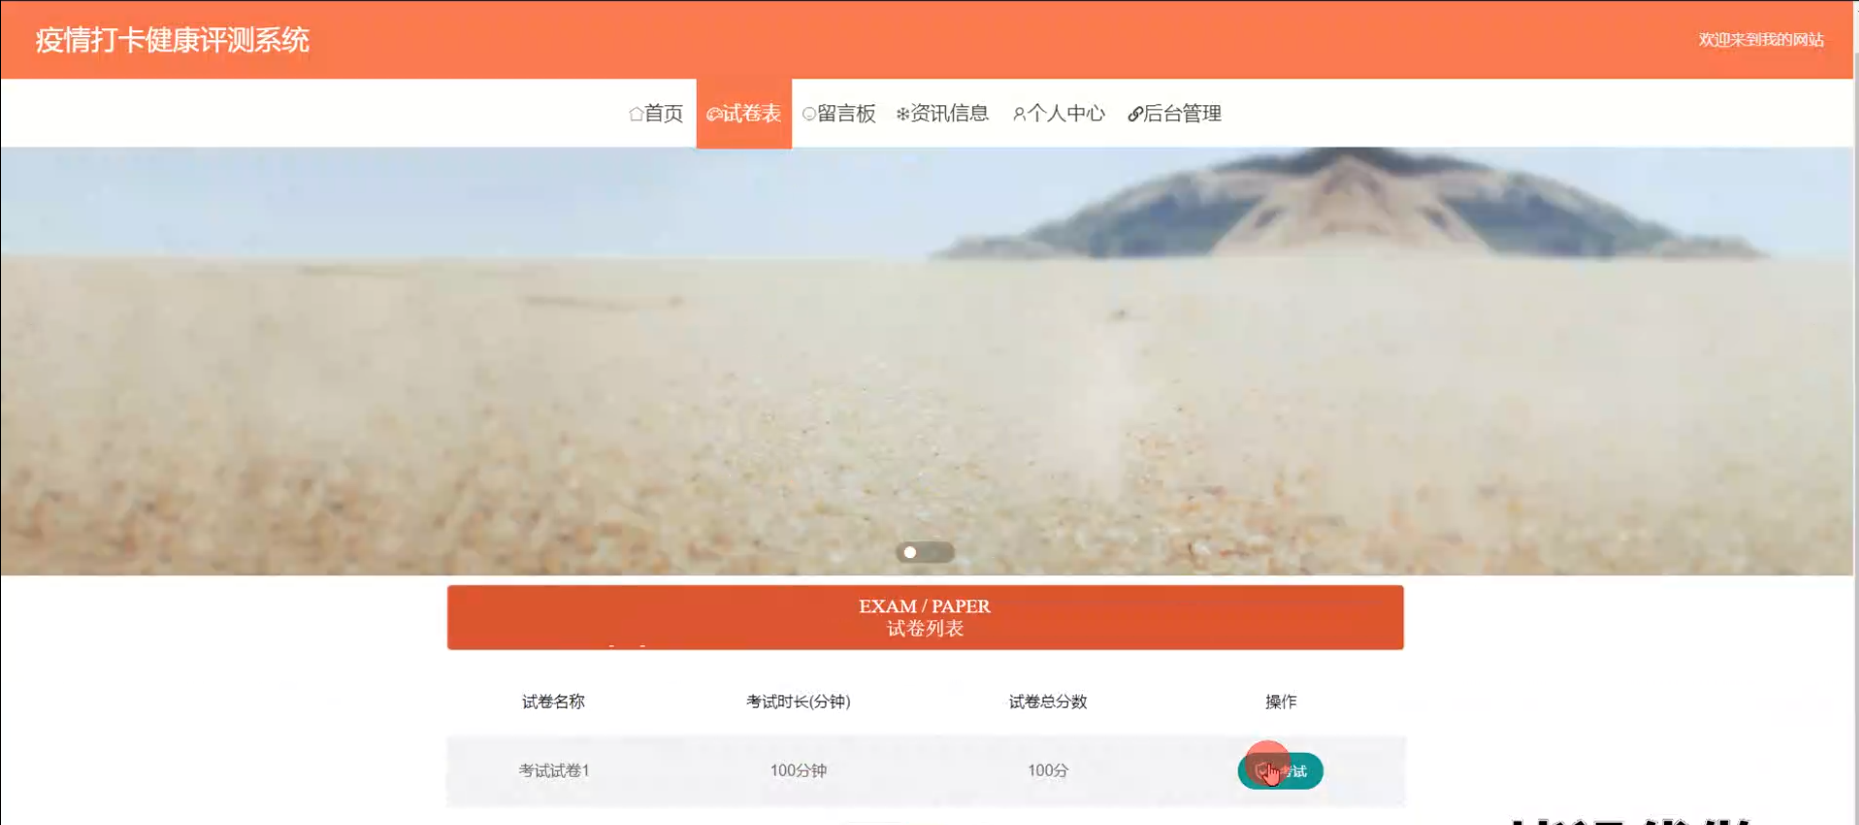 疫情打卡健康评测系统
欢迎来到我的网站
首页 试卷表 留言板 资讯信息 个人中心 后台管理
EXAM / PAPER
试卷列表
试卷名称 考试时长(分钟) 试卷总分数 操作
考试试卷1 100分钟 100分 考试